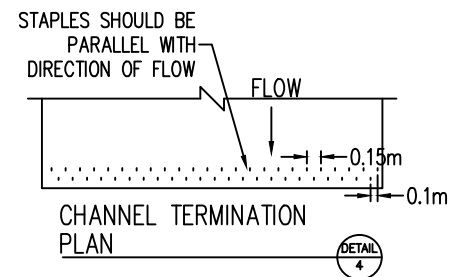 STAPLES SHOULD BE
PARALLEL WITH
DIRECTION OF FLOW
FLOW
0.15m
0.1m
CHANNEL TERMINATION
PLAN
DETAIL
4